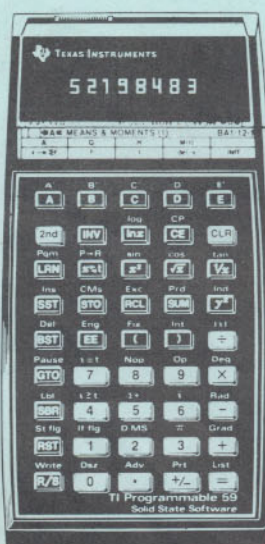 TEXAS INSTRUMENTS
52198483
MEANS & MOMENTS (1) BA1-12
A B' C' D' E'
A B C D E
log CP
2nd INV lnx CE CLR
Pgm P→R sin cos tan
LRN x⇄t x² √x 1/x
Ins CMs Exc Prd Ind
SST STO RCL SUM yˣ
Del Eng Fix Int |x|
BST EE ( ) ÷
Pause x=t Nop Op Deg
GTO 7 8 9 ×
Lbl x≥t Σ+ x̄ Rad
SBR 4 5 6 −
St flg If flg D.MS π Grad
RST 1 2 3 +
Write Dsz Adv Prt List
R/S 0 . +/− =
TI Programmable 59
Solid State Software